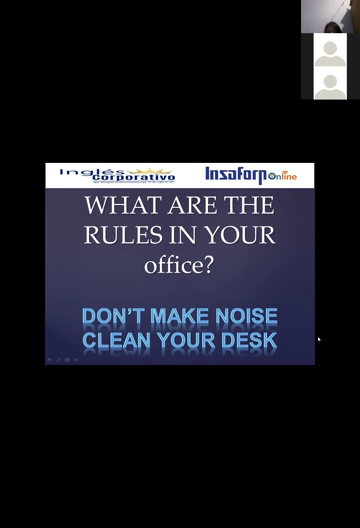 Inglés
Corporativo
Insaforp Online
WHAT ARE THE
RULES IN YOUR
office?
DON'T MAKE NOISE
CLEAN YOUR DESK